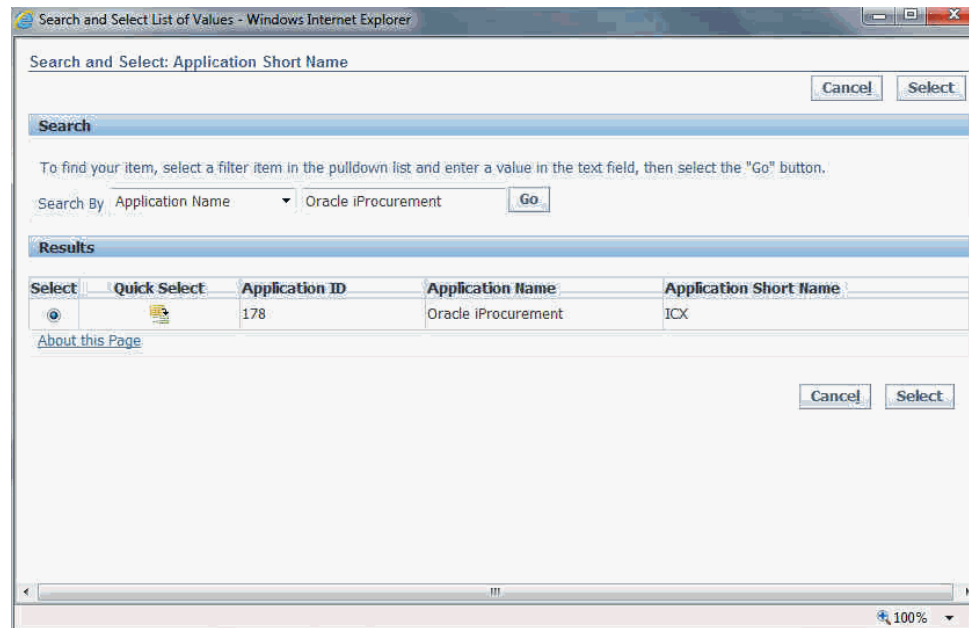 Search and Select List of Values - Windows Internet Explorer
Search and Select: Application Short Name
Cancel Select
Search
To find your item, select a filter item in the pulldown list and enter a value in the text field, then select the "Go" button.
Search By Application Name Oracle iProcurement Go
Results
Select Quick Select Application ID Application Name Application Short Name
178 Oracle iProcurement ICX
About this Page
Cancel Select
100%